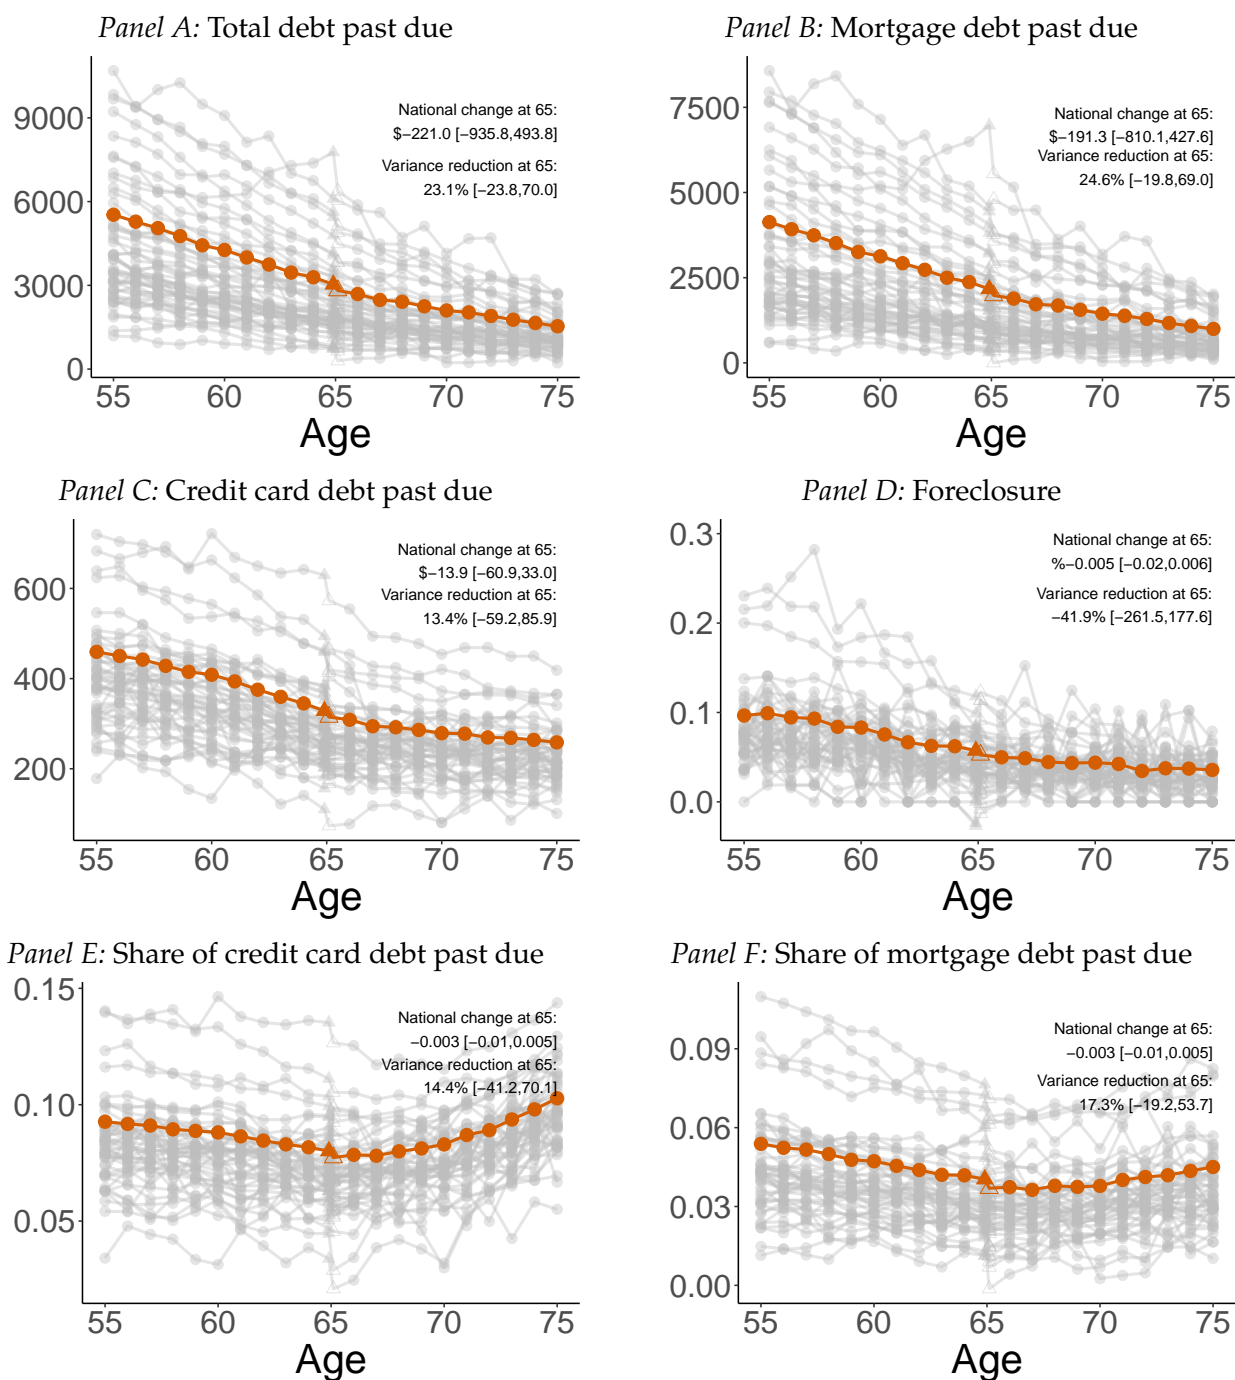 Panel A: Total debt past due
9000
6000
3000
0
National change at 65:
$−221.0 [−935.8,493.8]
Variance reduction at 65:
23.1% [−23.8,70.0]
55 60 65 70 75
Age
Panel B: Mortgage debt past due
7500
5000
2500
0
National change at 65:
$−191.3 [−810.1,427.6]
Variance reduction at 65:
24.6% [−19.8,69.0]
55 60 65 70 75
Age
Panel C: Credit card debt past due
600
400
200
National change at 65:
$−13.9 [−60.9,33.0]
Variance reduction at 65:
13.4% [−59.2,85.9]
55 60 65 70 75
Age
Panel D: Foreclosure
0.3
0.2
0.1
0.0
National change at 65:
%−0.005 [−0.02,0.006]
Variance reduction at 65:
−41.9% [−261.5,177.6]
55 60 65 70 75
Age
Panel E: Share of credit card debt past due
0.15
0.10
0.05
National change at 65:
−0.003 [−0.01,0.005]
Variance reduction at 65:
14.4% [−41.2,70.1]
55 60 65 70 75
Age
Panel F: Share of mortgage debt past due
0.09
0.06
0.03
0.00
National change at 65:
−0.003 [−0.01,0.005]
Variance reduction at 65:
17.3% [−19.2,53.7]
55 60 65 70 75
Age